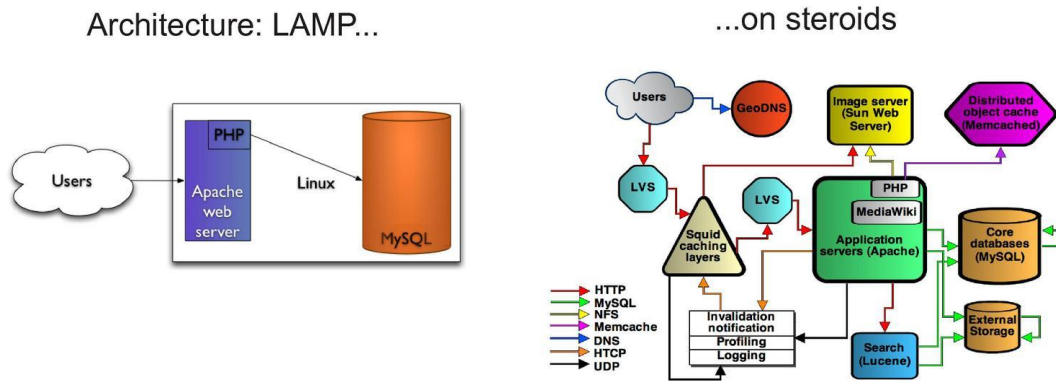 Architecture: LAMP...
...on steroids
Users
PHP
Apache
web
server
Linux
MySQL
Users
GeoDNS
Image server
(Sun Web
Server)
Distributed
object cache
(Memcached)
LVS
LVS
Squid
caching
layers
PHP
MediaWiki
Application
servers (Apache)
Core
databases
(MySQL)
HTTP
MySQL
NFS
Memcache
DNS
HTCP
UDP
Invalidation
notification
Profiling
Logging
Search
(Lucene)
External
Storage